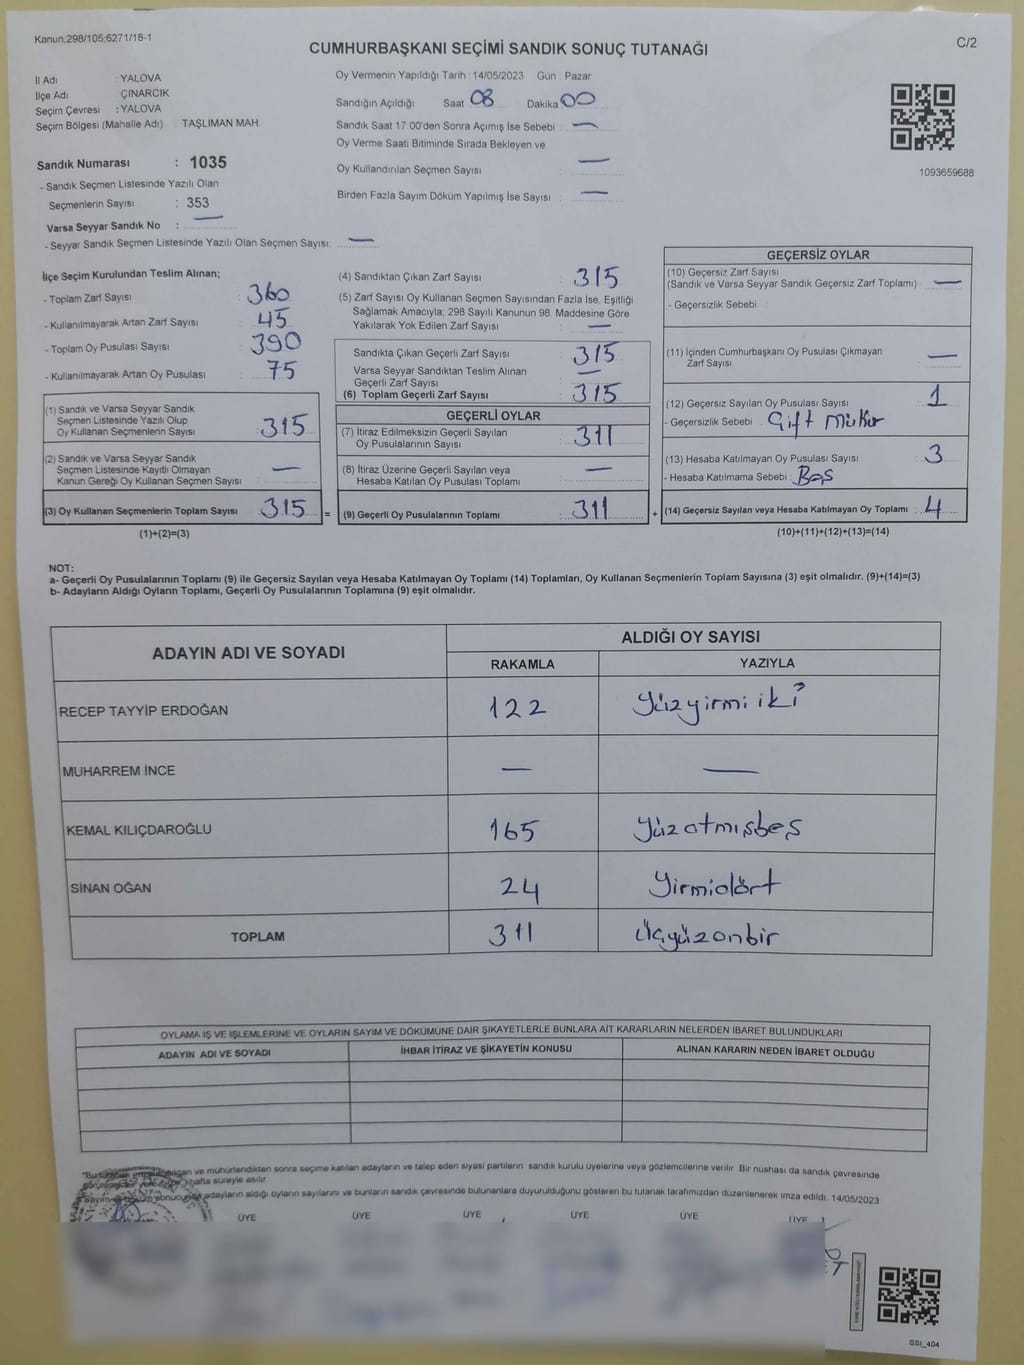 Kanun;298/105;6271/18-1
CUMHURBAŞKANI SEÇİMİ SANDIK SONUÇ TUTANAĞI
C/2
İl Adı : YALOVA
İlçe Adı : ÇINARCIK
Seçim Çevresi : YALOVA
Seçim Bölgesi (Mahalle Adı) : TAŞLIMAN MAH.
Oy Vermenin Yapıldığı Tarih : 14/05/2023 Gün : Pazar
Sandığın Açıldığı Saat 08 Dakika 00
Sandık Saat 17.00'den Sonra Açımış İse Sebebi : —
Oy Verme Saati Bitiminde Sırada Bekleyen ve
Oy Kullandırılan Seçmen Sayısı : —
Birden Fazla Sayım Döküm Yapılmış İse Sayısı : —
1093659688
Sandık Numarası : 1035
- Sandık Seçmen Listesinde Yazılı Olan
Seçmenlerin Sayısı : 353
Varsa Seyyar Sandık No : —
- Seyyar Sandık Seçmen Listesinde Yazılı Olan Seçmen Sayısı: —
İlçe Seçim Kurulundan Teslim Alınan;
- Toplam Zarf Sayısı : 360
- Kullanılmayarak Artan Zarf Sayısı : 45
- Toplam Oy Pusulası Sayısı : 390
- Kullanılmayarak Artan Oy Pusulası : 75
(1) Sandık ve Varsa Seyyar Sandık
Seçmen Listesinde Yazılı Olup
Oy Kullanan Seçmenlerin Sayısı : 315
(2) Sandık ve Varsa Seyyar Sandık
Seçmen Listesinde Kayıtlı Olmayan
Kanun Gereği Oy Kullanan Seçmen Sayısı : —
(3) Oy Kullanan Seçmenlerin Toplam Sayısı : 315 =
(1)+(2)=(3)
(4) Sandıktan Çıkan Zarf Sayısı : 315
(5) Zarf Sayısı Oy Kullanan Seçmen Sayısından Fazla İse, Eşitliği
Sağlamak Amacıyla; 298 Sayılı Kanunun 98. Maddesine Göre
Yakılarak Yok Edilen Zarf Sayısı : —
Sandıkta Çıkan Geçerli Zarf Sayısı : 315
Varsa Seyyar Sandıktan Teslim Alınan
Geçerli Zarf Sayısı : —
(6) Toplam Geçerli Zarf Sayısı : 315
GEÇERLİ OYLAR
(7) İtiraz Edilmeksizin Geçerli Sayılan
Oy Pusulalarının Sayısı : 311
(8) İtiraz Üzerine Geçerli Sayılan veya
Hesaba Katılan Oy Pusulası Toplamı : —
(9) Geçerli Oy Pusulalarının Toplamı : 311 +
GEÇERSİZ OYLAR
(10) Geçersiz Zarf Sayısı
(Sandık ve Varsa Seyyar Sandık Geçersiz Zarf Toplamı) : —
- Geçersizlik Sebebi :
(11) İçinden Cumhurbaşkanı Oy Pusulası Çıkmayan
Zarf Sayısı : —
(12) Geçersiz Sayılan Oy Pusulası Sayısı : 1
- Geçersizlik Sebebi : Çift Mühür
(13) Hesaba Katılmayan Oy Pusulası Sayısı : 3
- Hesaba Katılmama Sebebi : Boş
(14) Geçersiz Sayılan veya Hesaba Katılmayan Oy Toplamı : 4
(10)+(11)+(12)+(13)=(14)
NOT:
a- Geçerli Oy Pusulalarının Toplamı (9) ile Geçersiz Sayılan veya Hesaba Katılmayan Oy Toplamı (14) Toplamları, Oy Kullanan Seçmenlerin Toplam Sayısına (3) eşit olmalıdır. (9)+(14)=(3)
b- Adayların Aldığı Oyların Toplamı, Geçerli Oy Pusulalarının Toplamına (9) eşit olmalıdır.
ADAYIN ADI VE SOYADI ALDIĞI OY SAYISI
RAKAMLA YAZIYLA
RECEP TAYYİP ERDOĞAN 122 Yüzyirmi iki
MUHARREM İNCE — —
KEMAL KILIÇDAROĞLU 165 Yüzatmışbeş
SİNAN OĞAN 24 Yirmidört
TOPLAM 311 Üçyüzonbir
OYLAMA İŞ VE İŞLEMLERİNE VE OYLARIN SAYIM VE DÖKÜMÜNE DAİR ŞİKAYETLERLE BUNLARA AİT KARARLARIN NELERDEN İBARET BULUNDUKLARI
ADAYIN ADI VE SOYADI İHBAR İTİRAZ VE ŞİKAYETİN KONUSU ALINAN KARARIN NEDEN İBARET OLDUĞU
ve mühürlendikten sonra seçime katılan adayların ve talep eden siyasi partilerin sandık kurulu üyelerine veya gözlemcilerine verilir. Bir nüshası da sandık çevresinde
hafta süreyle asılır.
adayların aldığı oyların sayılarını ve bunların sandık çevresinde bulunanlara duyurulduğunu gösteren bu tutanak tarafımızdan düzenlenerek imza edildi. 14/05/2023
ÜYE ÜYE ÜYE ÜYE ÜYE ÜYE
SSI_404